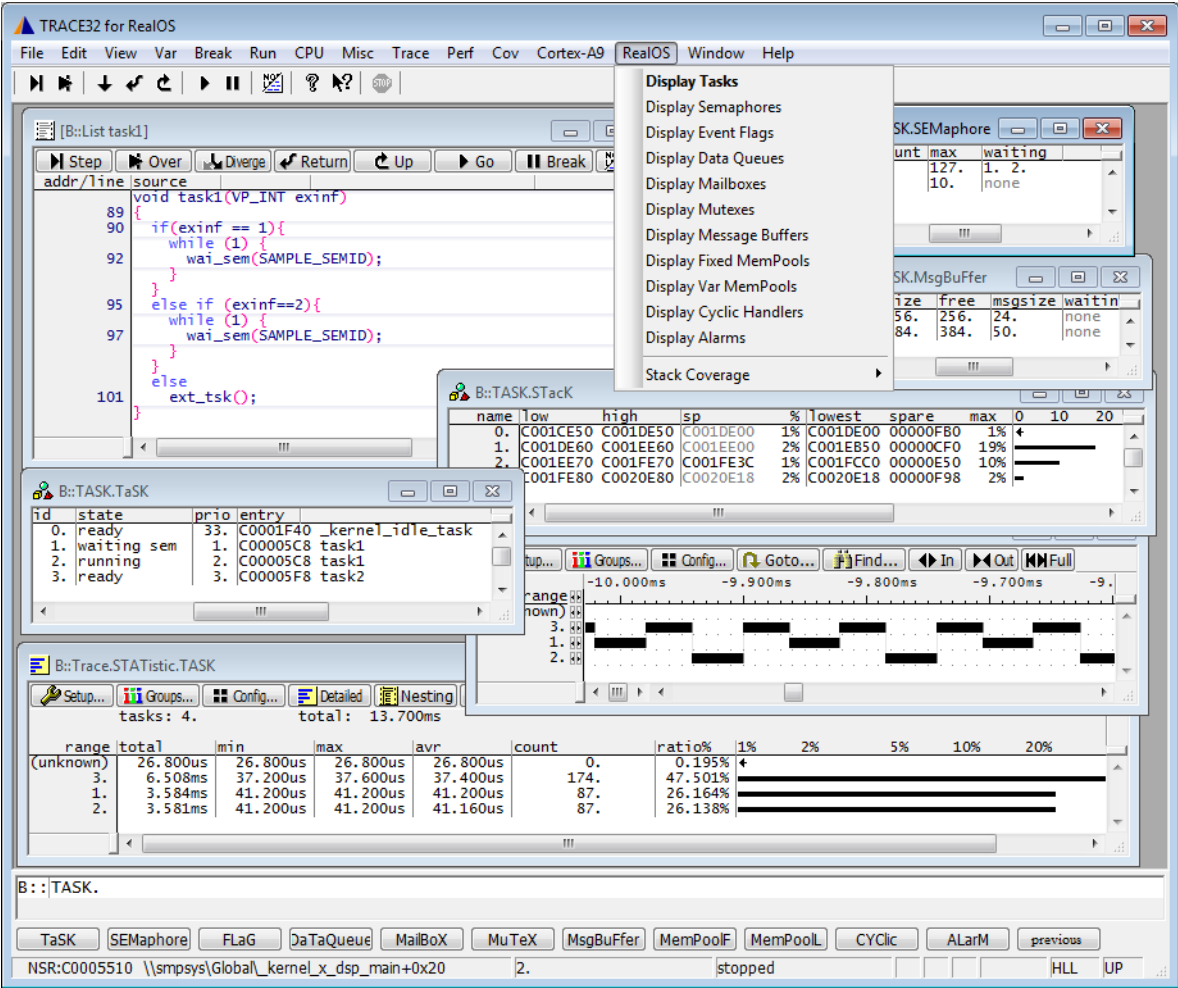 TRACE32 for RealOS
File Edit View Var Break Run CPU Misc Trace Perf Cov Cortex-A9 RealOS Window Help
Display Tasks
Display Semaphores
Display Event Flags
Display Data Queues
Display Mailboxes
Display Mutexes
Display Message Buffers
Display Fixed MemPools
Display Var MemPools
Display Cyclic Handlers
Display Alarms
Stack Coverage
[B::List task1]
Step Over Diverge Return Up Go Break
addr/line source
void task1(VP_INT exinf)
89 {
90 if(exinf == 1){
while (1) {
92 wai_sem(SAMPLE_SEMID);
}
}
95 else if (exinf==2){
while (1) {
97 wai_sem(SAMPLE_SEMID);
}
}
else
101 ext_tsk();
}
SK.SEMaphore
unt max waiting
127. 1. 2.
10. none
SK.MsgBuffer
ize free msgsize waitin
56. 256. 24. none
84. 384. 50. none
B::TASK.STacK
name low high sp % lowest spare max 0 10 20
0. C001CE50 C001DE50 C001DE00 1% C001DE00 00000FB0 1%
1. C001DE60 C001EE60 C001EE00 2% C001EB50 00000CF0 19%
2. C001EE70 C001FE70 C001FE3C 1% C001FCC0 00000E50 10%
C001FE80 C0020E80 C0020E18 2% C0020E18 00000F98 2%
B::TASK.TaSK
id state prio entry
0. ready 33. C0001F40 _kernel_idle_task
1. waiting sem 1. C00005C8 task1
2. running 2. C00005C8 task1
3. ready 3. C00005F8 task2
tup... Groups... Config... Goto... Find... In Out Full
-10.000ms -9.900ms -9.800ms -9.700ms -9.
range
nown)
3.
1.
2.
B::Trace.STATistic.TASK
Setup... Groups... Config... Detailed Nesting
tasks: 4. total: 13.700ms
range total min max avr count ratio% 1% 2% 5% 10% 20%
(unknown) 26.800us 26.800us 26.800us 26.800us 0. 0.195%
3. 6.508ms 37.200us 37.600us 37.400us 174. 47.501%
1. 3.584ms 41.200us 41.200us 41.200us 87. 26.164%
2. 3.581ms 41.200us 41.200us 41.160us 87. 26.138%
B::TASK.
TaSK SEMaphore FLaG DaTaQueue MailBoX MuTeX MsgBuFfer MemPoolF MemPoolL CYClic ALarM previous
NSR:C0005510 \\smpsys\Global\_kernel_x_dsp_main+0x20 2. stopped HLL UP